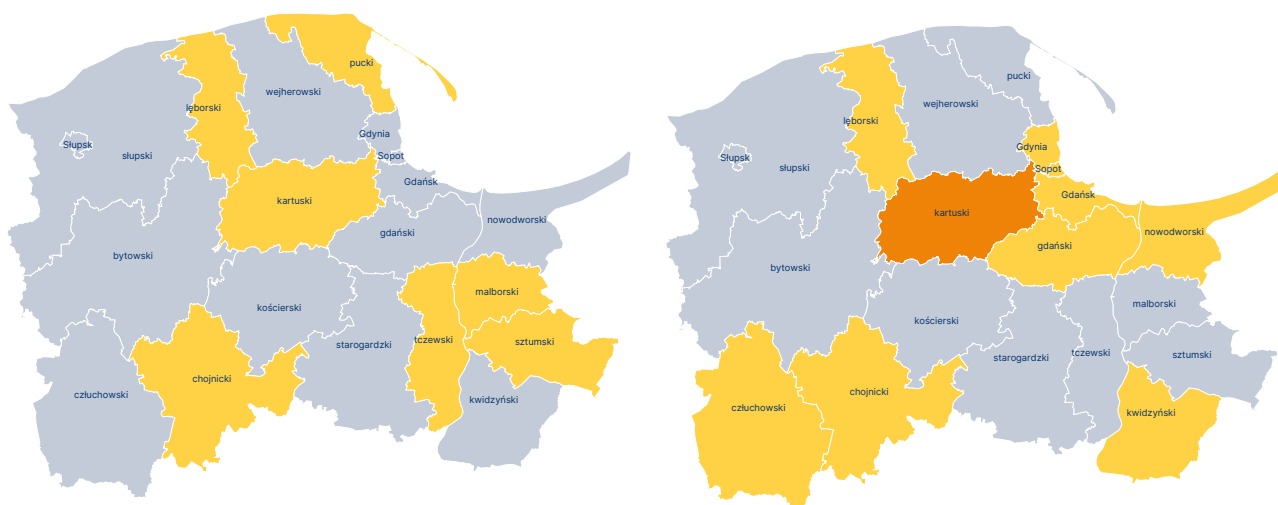 pucki
wejherowski
lęborski
Gdynia
Słupsk
słupski
Sopot
Gdańsk
kartuski
nowodworski
gdański
bytowski
malborski
kościerski
tczewski
sztumski
starogardzki
chojnicki
człuchowski
kwidzyński
pucki
wejherowski
lęborski
Gdynia
Słupsk
słupski
Sopot
Gdańsk
kartuski
nowodworski
gdański
bytowski
malborski
kościerski
tczewski
sztumski
starogardzki
chojnicki
człuchowski
kwidzyński